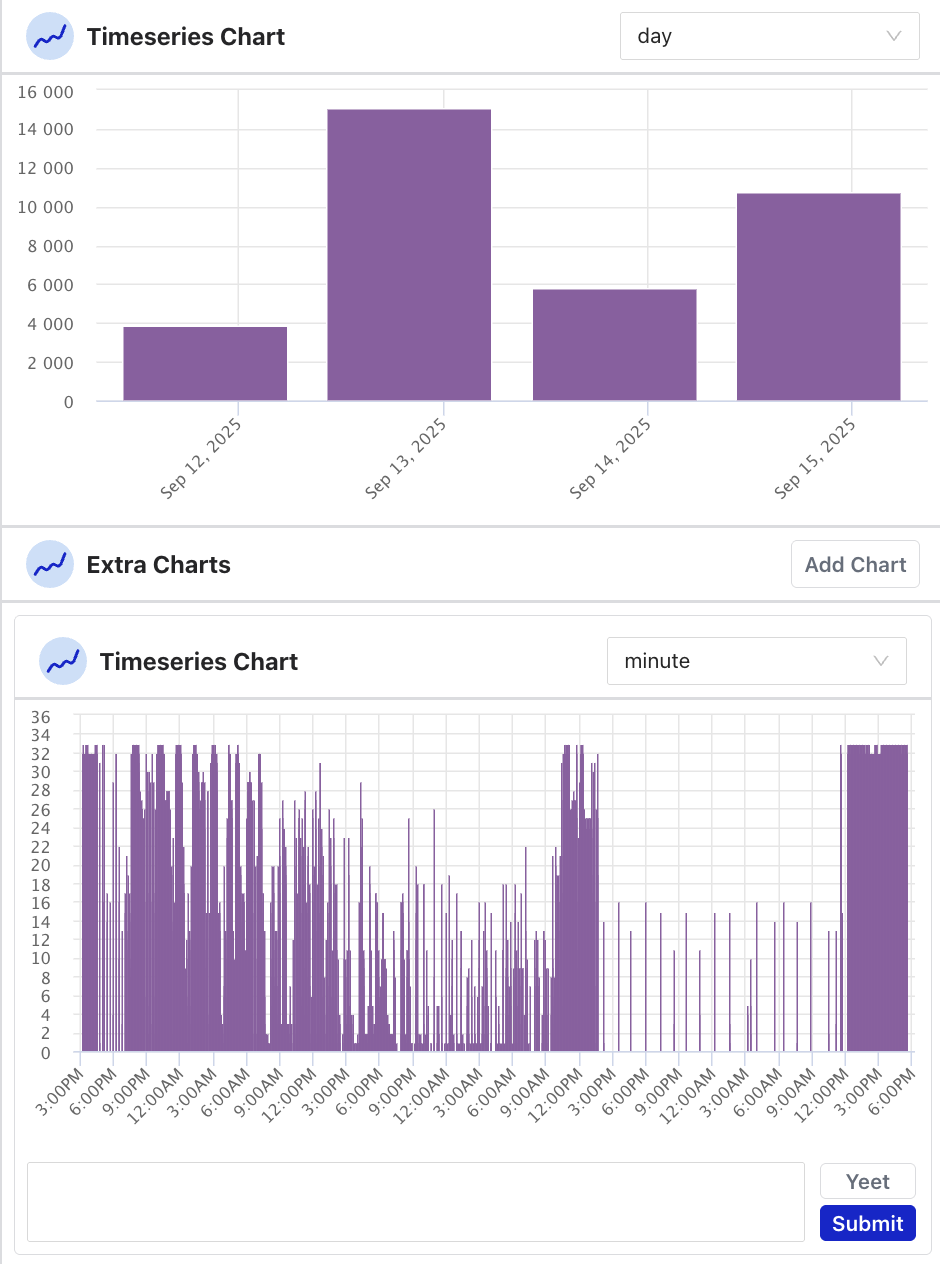 Timeseries Chart
day
16 000
14 000
12 000
10 000
8 000
6 000
4 000
2 000
0
Sep 12, 2025
Sep 13, 2025
Sep 14, 2025
Sep 15, 2025
Extra Charts
Add Chart
Timeseries Chart
minute
36
34
32
30
28
26
24
22
20
18
16
14
12
10
8
6
4
2
0
3:00PM
6:00PM
9:00PM
12:00AM
3:00AM
6:00AM
9:00AM
12:00PM
3:00PM
6:00PM
9:00PM
12:00AM
3:00AM
6:00AM
9:00AM
12:00PM
3:00PM
6:00PM
9:00PM
12:00AM
3:00AM
6:00AM
9:00AM
12:00PM
3:00PM
6:00PM
Yeet
Submit